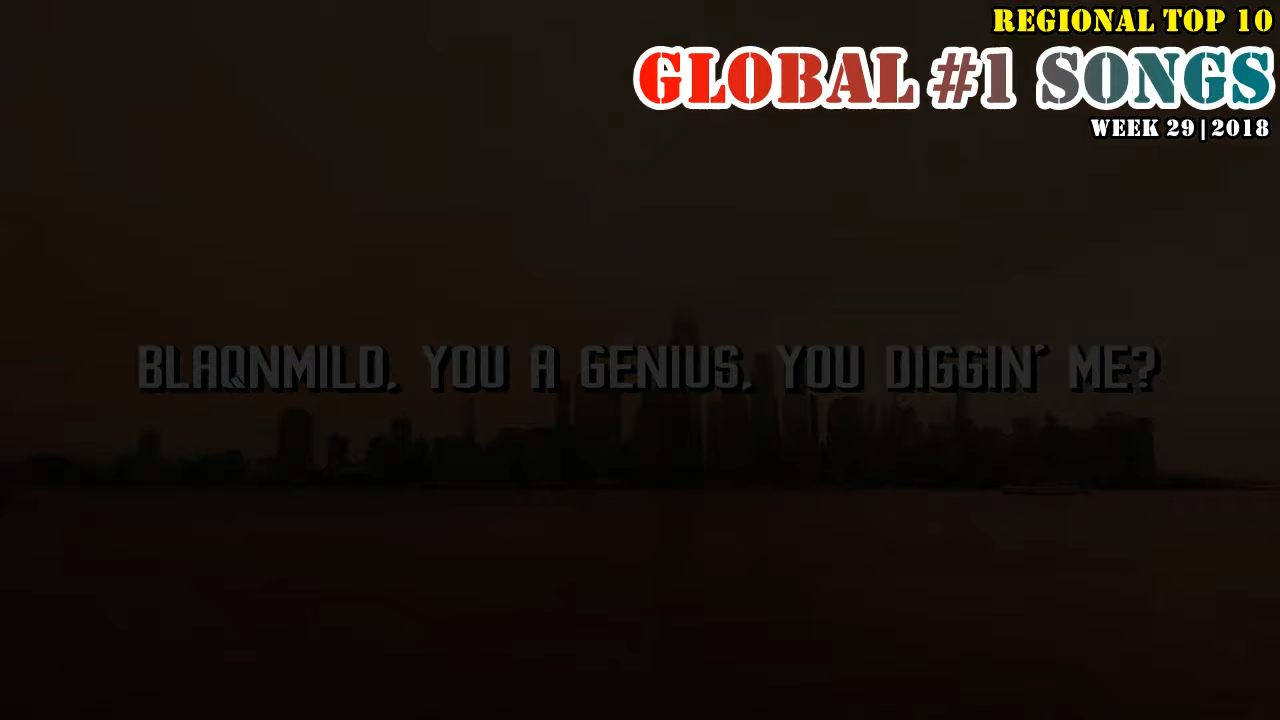 REGIONAL TOP 10
GLOBAL #1 SONGS
WEEK 29|2018
BLAQNMILD, YOU A GENIUS, YOU DIGGIN' ME?